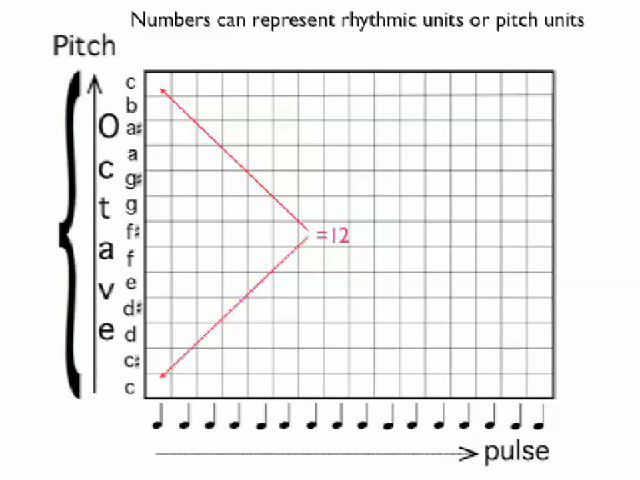 Numbers can represent rhythmic units or pitch units
Pitch
Octave
c
b
a#
a
g#
g
f#
f
e
d#
d
c#
c
=12
pulse